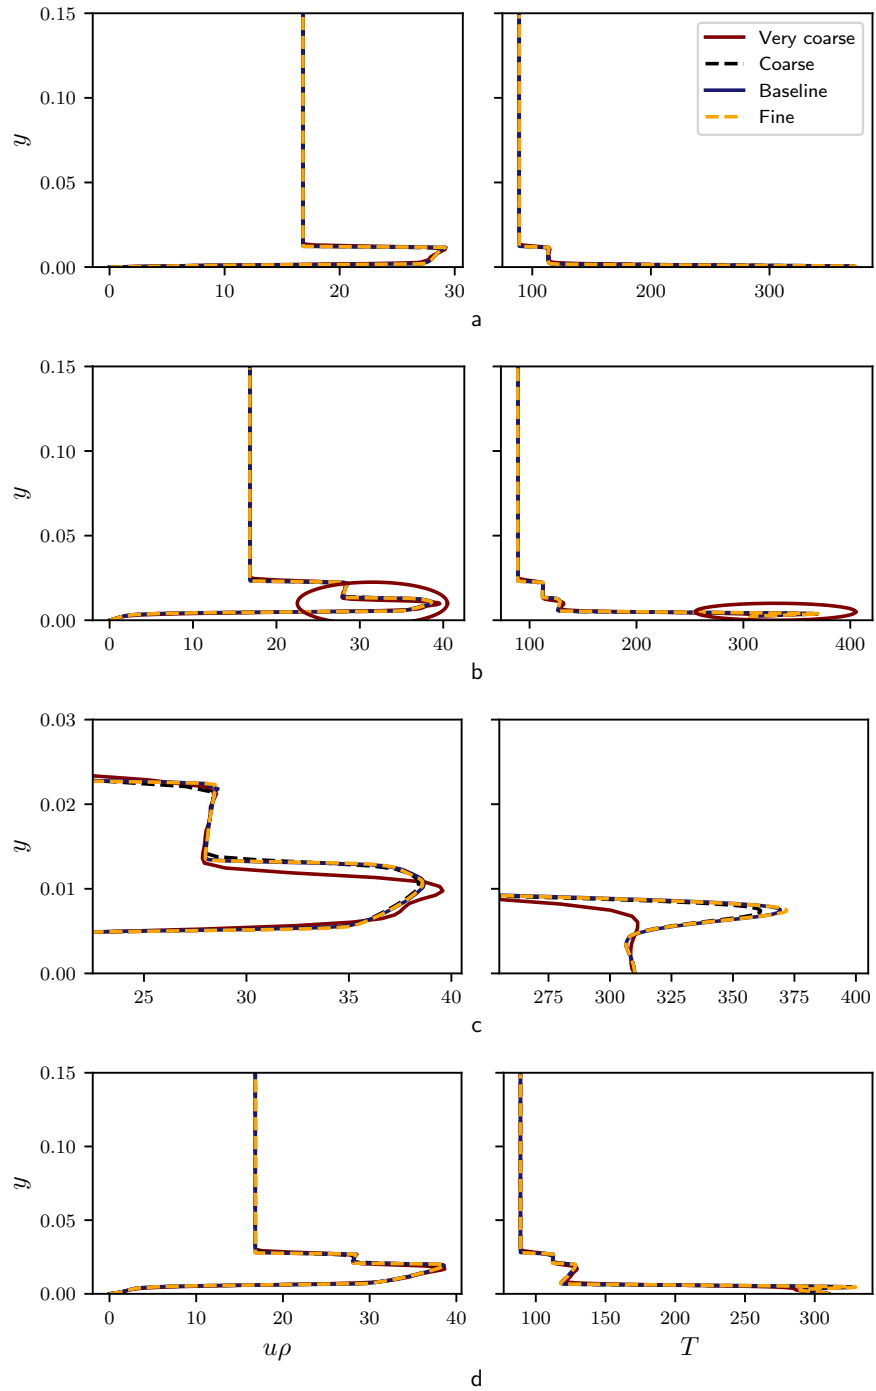 0.15
0.10
0.05
0.00
y
0 10 20 30
100 200 300
Very coarse
Coarse
Baseline
Fine
a
0.15
0.10
0.05
0.00
y
0 10 20 30 40
100 200 300 400
b
0.03
0.02
0.01
0.00
y
25 30 35 40
275 300 325 350 375 400
c
0.15
0.10
0.05
0.00
y
0 10 20 30 40
100 150 200 250 300
uρ T
d